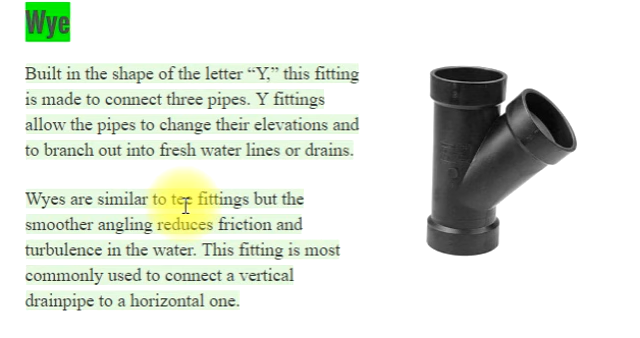 Wye
Built in the shape of the letter “Y,” this fitting
is made to connect three pipes. Y fittings
allow the pipes to change their elevations and
to branch out into fresh water lines or drains.
Wyes are similar to tee fittings but the
smoother angling reduces friction and
turbulence in the water. This fitting is most
commonly used to connect a vertical
drainpipe to a horizontal one.